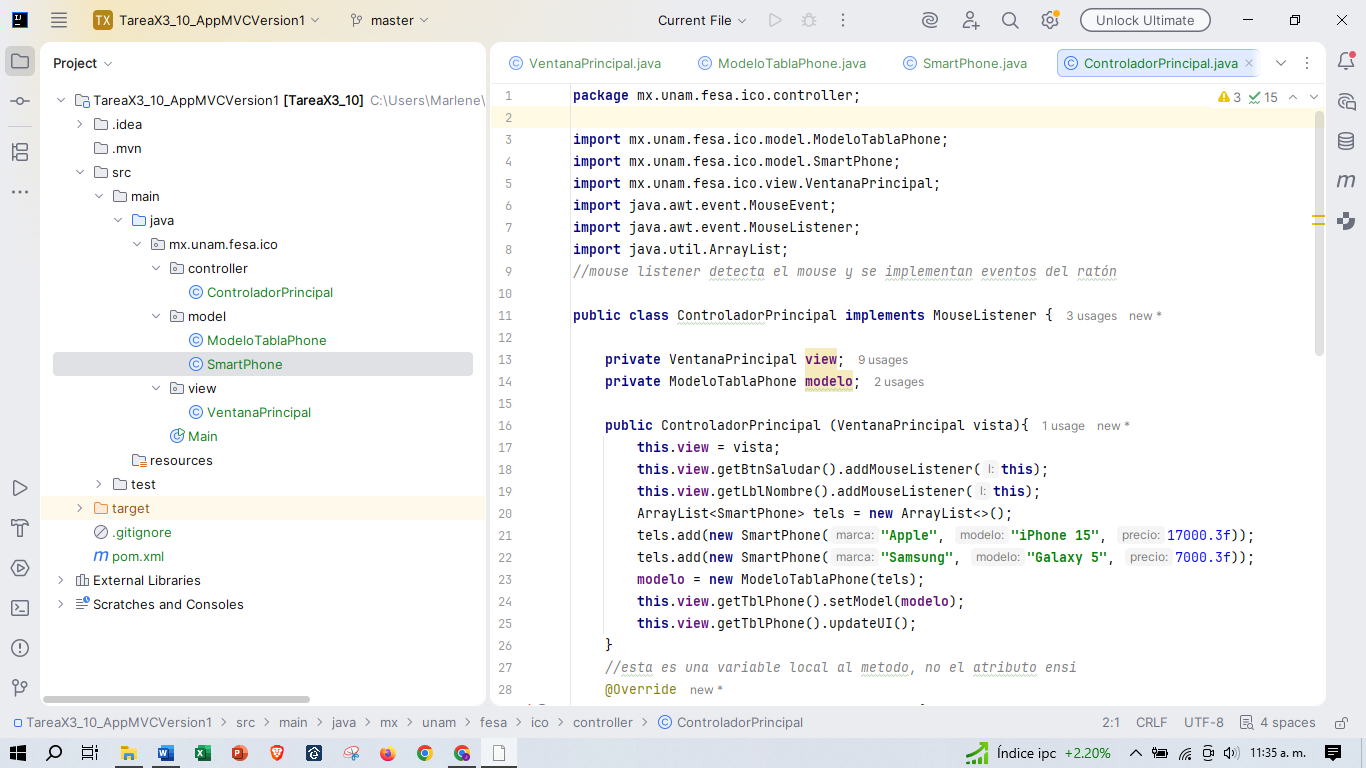 TX TareaX3_10_AppMVCVersion1 master Current File Unlock Ultimate
Project
TareaX3_10_AppMVCVersion1 [TareaX3_10] C:\Users\Marlene\
.idea
.mvn
src
main
java
mx.unam.fesa.ico
controller
ControladorPrincipal
model
ModeloTablaPhone
SmartPhone
view
VentanaPrincipal
Main
resources
test
target
.gitignore
pom.xml
External Libraries
Scratches and Consoles
VentanaPrincipal.java ModeloTablaPhone.java SmartPhone.java ControladorPrincipal.java
3 15
1 package mx.unam.fesa.ico.controller;
2
3 import mx.unam.fesa.ico.model.ModeloTablaPhone;
4 import mx.unam.fesa.ico.model.SmartPhone;
5 import mx.unam.fesa.ico.view.VentanaPrincipal;
6 import java.awt.event.MouseEvent;
7 import java.awt.event.MouseListener;
8 import java.util.ArrayList;
9 //mouse listener detecta el mouse y se implementan eventos del ratón
10
11 public class ControladorPrincipal implements MouseListener { 3 usages new *
12
13 private VentanaPrincipal view; 9 usages
14 private ModeloTablaPhone modelo; 2 usages
15
16 public ControladorPrincipal (VentanaPrincipal vista){ 1 usage new *
17 this.view = vista;
18 this.view.getBtnSaludar().addMouseListener( l: this);
19 this.view.getLblNombre().addMouseListener( l: this);
20 ArrayList<SmartPhone> tels = new ArrayList<>();
21 tels.add(new SmartPhone( marca: "Apple", modelo: "iPhone 15", precio: 17000.3f));
22 tels.add(new SmartPhone( marca: "Samsung", modelo: "Galaxy 5", precio: 7000.3f));
23 modelo = new ModeloTablaPhone(tels);
24 this.view.getTblPhone().setModel(modelo);
25 this.view.getTblPhone().updateUI();
26 }
27 //esta es una variable local al metodo, no el atributo ensi
28 @Override new *
TareaX3_10_AppMVCVersion1 > src > main > java > mx > unam > fesa > ico > controller > ControladorPrincipal 2:1 CRLF UTF-8 4 spaces
Índice ipc +2.20% 11:35 a. m.